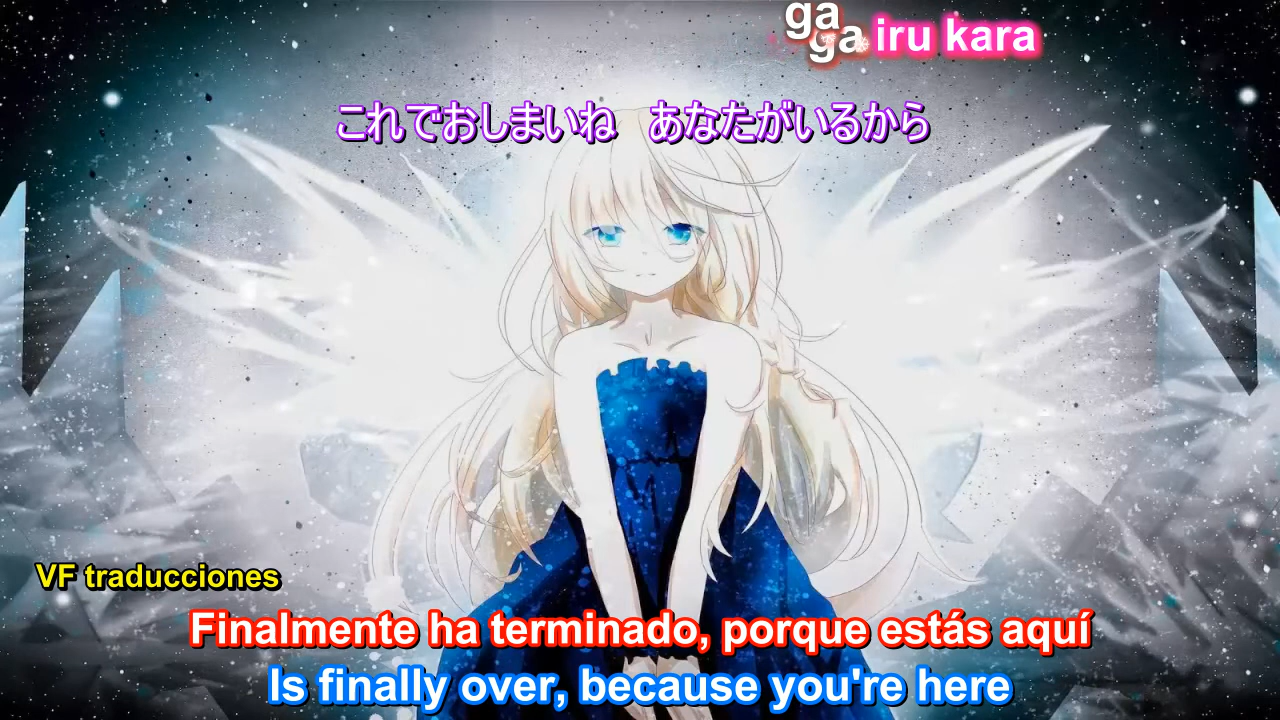 ga
ga iru kara
これでおしまいね　あなたがいるから
VF traducciones
Finalmente ha terminado, porque estás aquí
Is finally over, because you're here